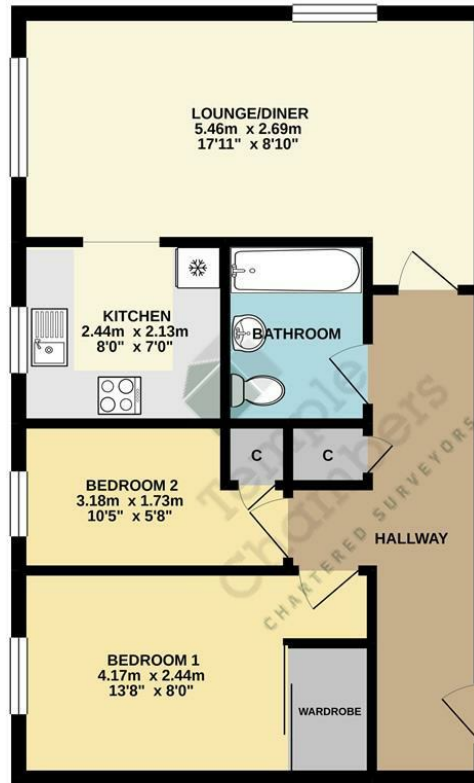 LOUNGE/DINER
5.46m x 2.69m
17'11" x 8'10"
KITCHEN
2.44m x 2.13m
8'0" x 7'0"
BATHROOM
C
C
BEDROOM 2
3.18m x 1.73m
10'5" x 5'8"
HALLWAY
BEDROOM 1
4.17m x 2.44m
13'8" x 8'0"
WARDROBE
Temple
Chambers
CHARTERED SURVEYORS